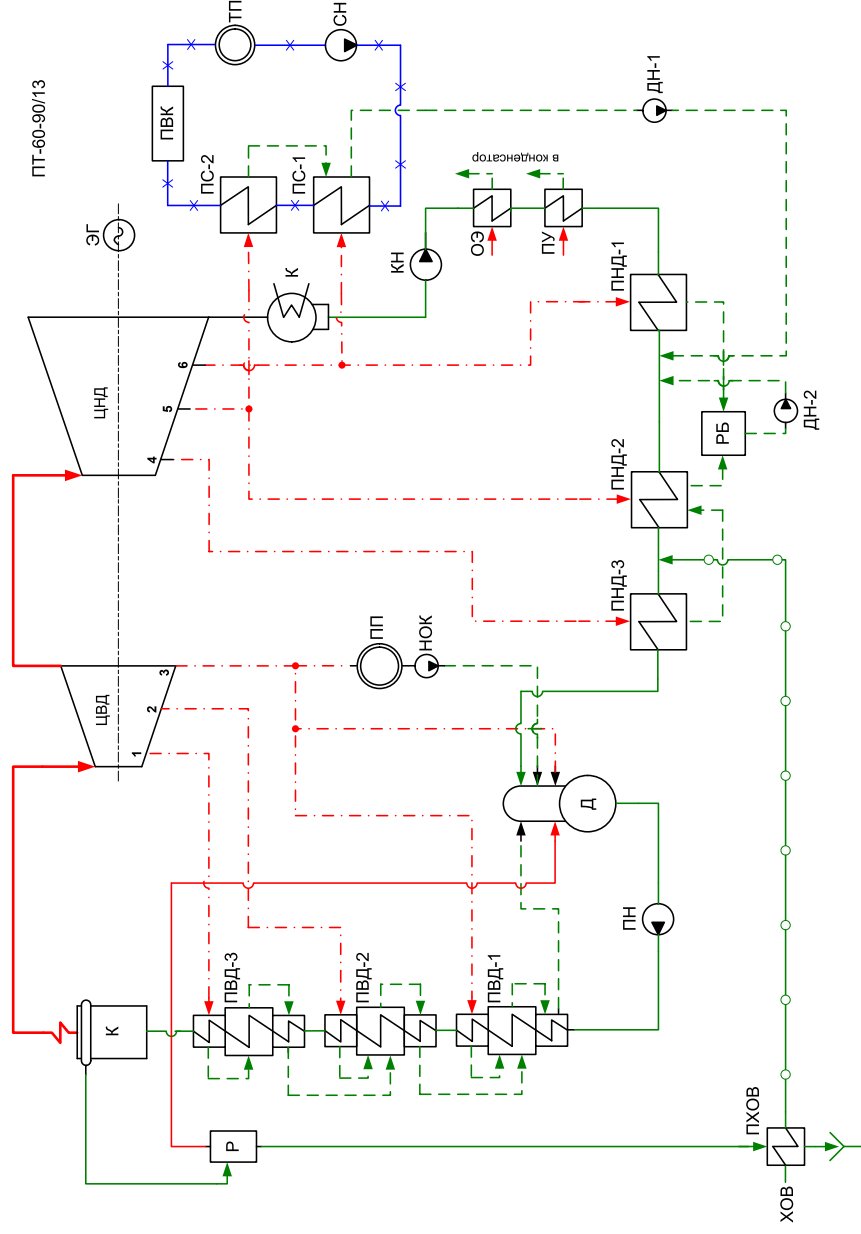 ПТ-60-90/13
ЭГ
ЦВД
ЦНД
1
2
3
4
5
6
К
Р
ПВК
ТП
СН
ПС-2
ПС-1
К
КН
ОЭ
ПУ
в конденсатор
ДН-1
ПВД-3
ПВД-2
ПВД-1
ПП
НОК
Д
ПН
ПНД-3
ПНД-2
ПНД-1
РБ
ДН-2
ПХОВ
ХОВ